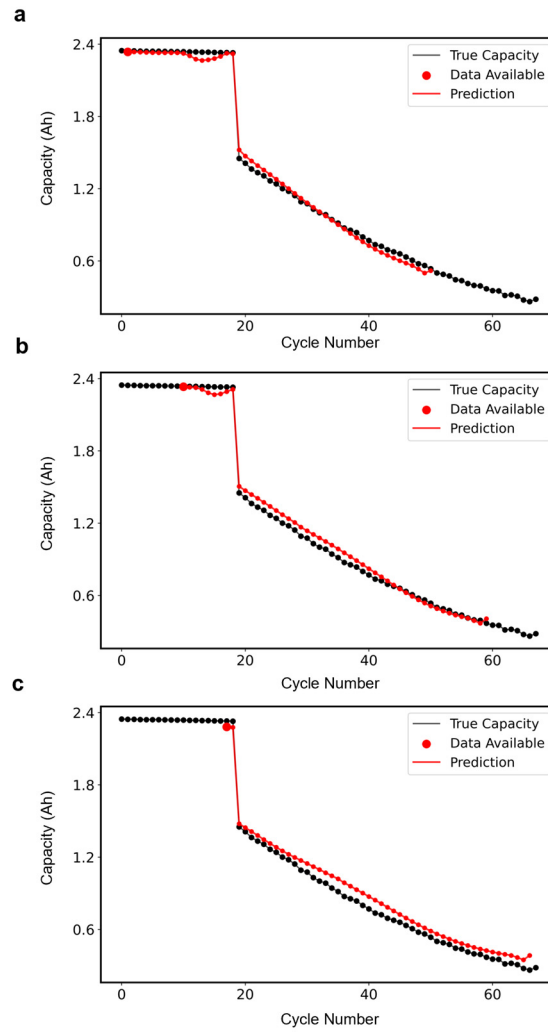 a
2.4
1.8
1.2
0.6
0
20
40
60
Capacity (Ah)
Cycle Number
True Capacity
Data Available
Prediction
b
2.4
1.8
1.2
0.6
0
20
40
60
Capacity (Ah)
Cycle Number
True Capacity
Data Available
Prediction
c
2.4
1.8
1.2
0.6
0
20
40
60
Capacity (Ah)
Cycle Number
True Capacity
Data Available
Prediction